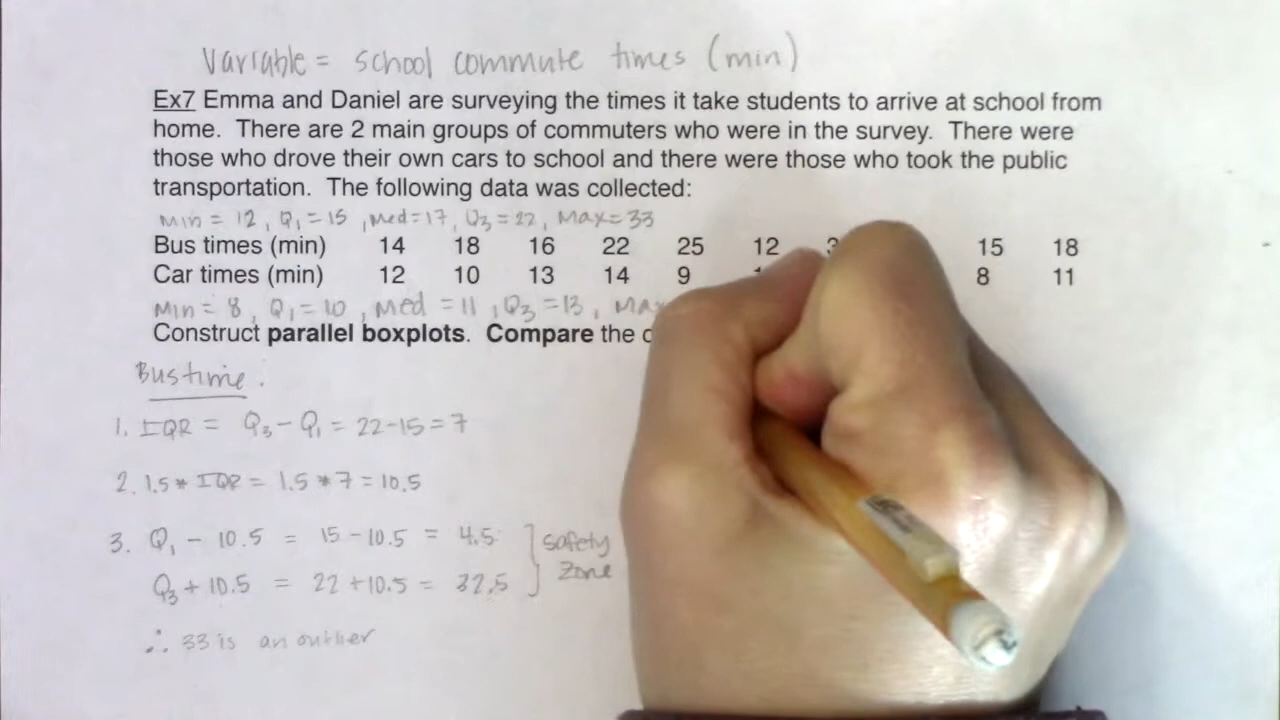 Variable = school commute times (min)
Ex7 Emma and Daniel are surveying the times it take students to arrive at school from
home. There are 2 main groups of commuters who were in the survey. There were
those who drove their own cars to school and there were those who took the public
transportation. The following data was collected:
Min = 12, Q1 = 15, Med = 17, Q3 = 22, Max = 33
Bus times (min) 14 18 16 22 25 12 15 18
Car times (min) 12 10 13 14 9 8 11
Min = 8, Q1 = 10, Med = 11, Q3 = 13,
Construct parallel boxplots. Compare the
Bus time.
1. IQR = Q3 - Q1 = 22-15 = 7
2. 1.5 * IQR = 1.5 * 7 = 10.5
3. Q1 - 10.5 = 15 - 10.5 = 4.5 } Safety
Q3 + 10.5 = 22 + 10.5 = 32.5 Zone
∴ 33 is an outlier